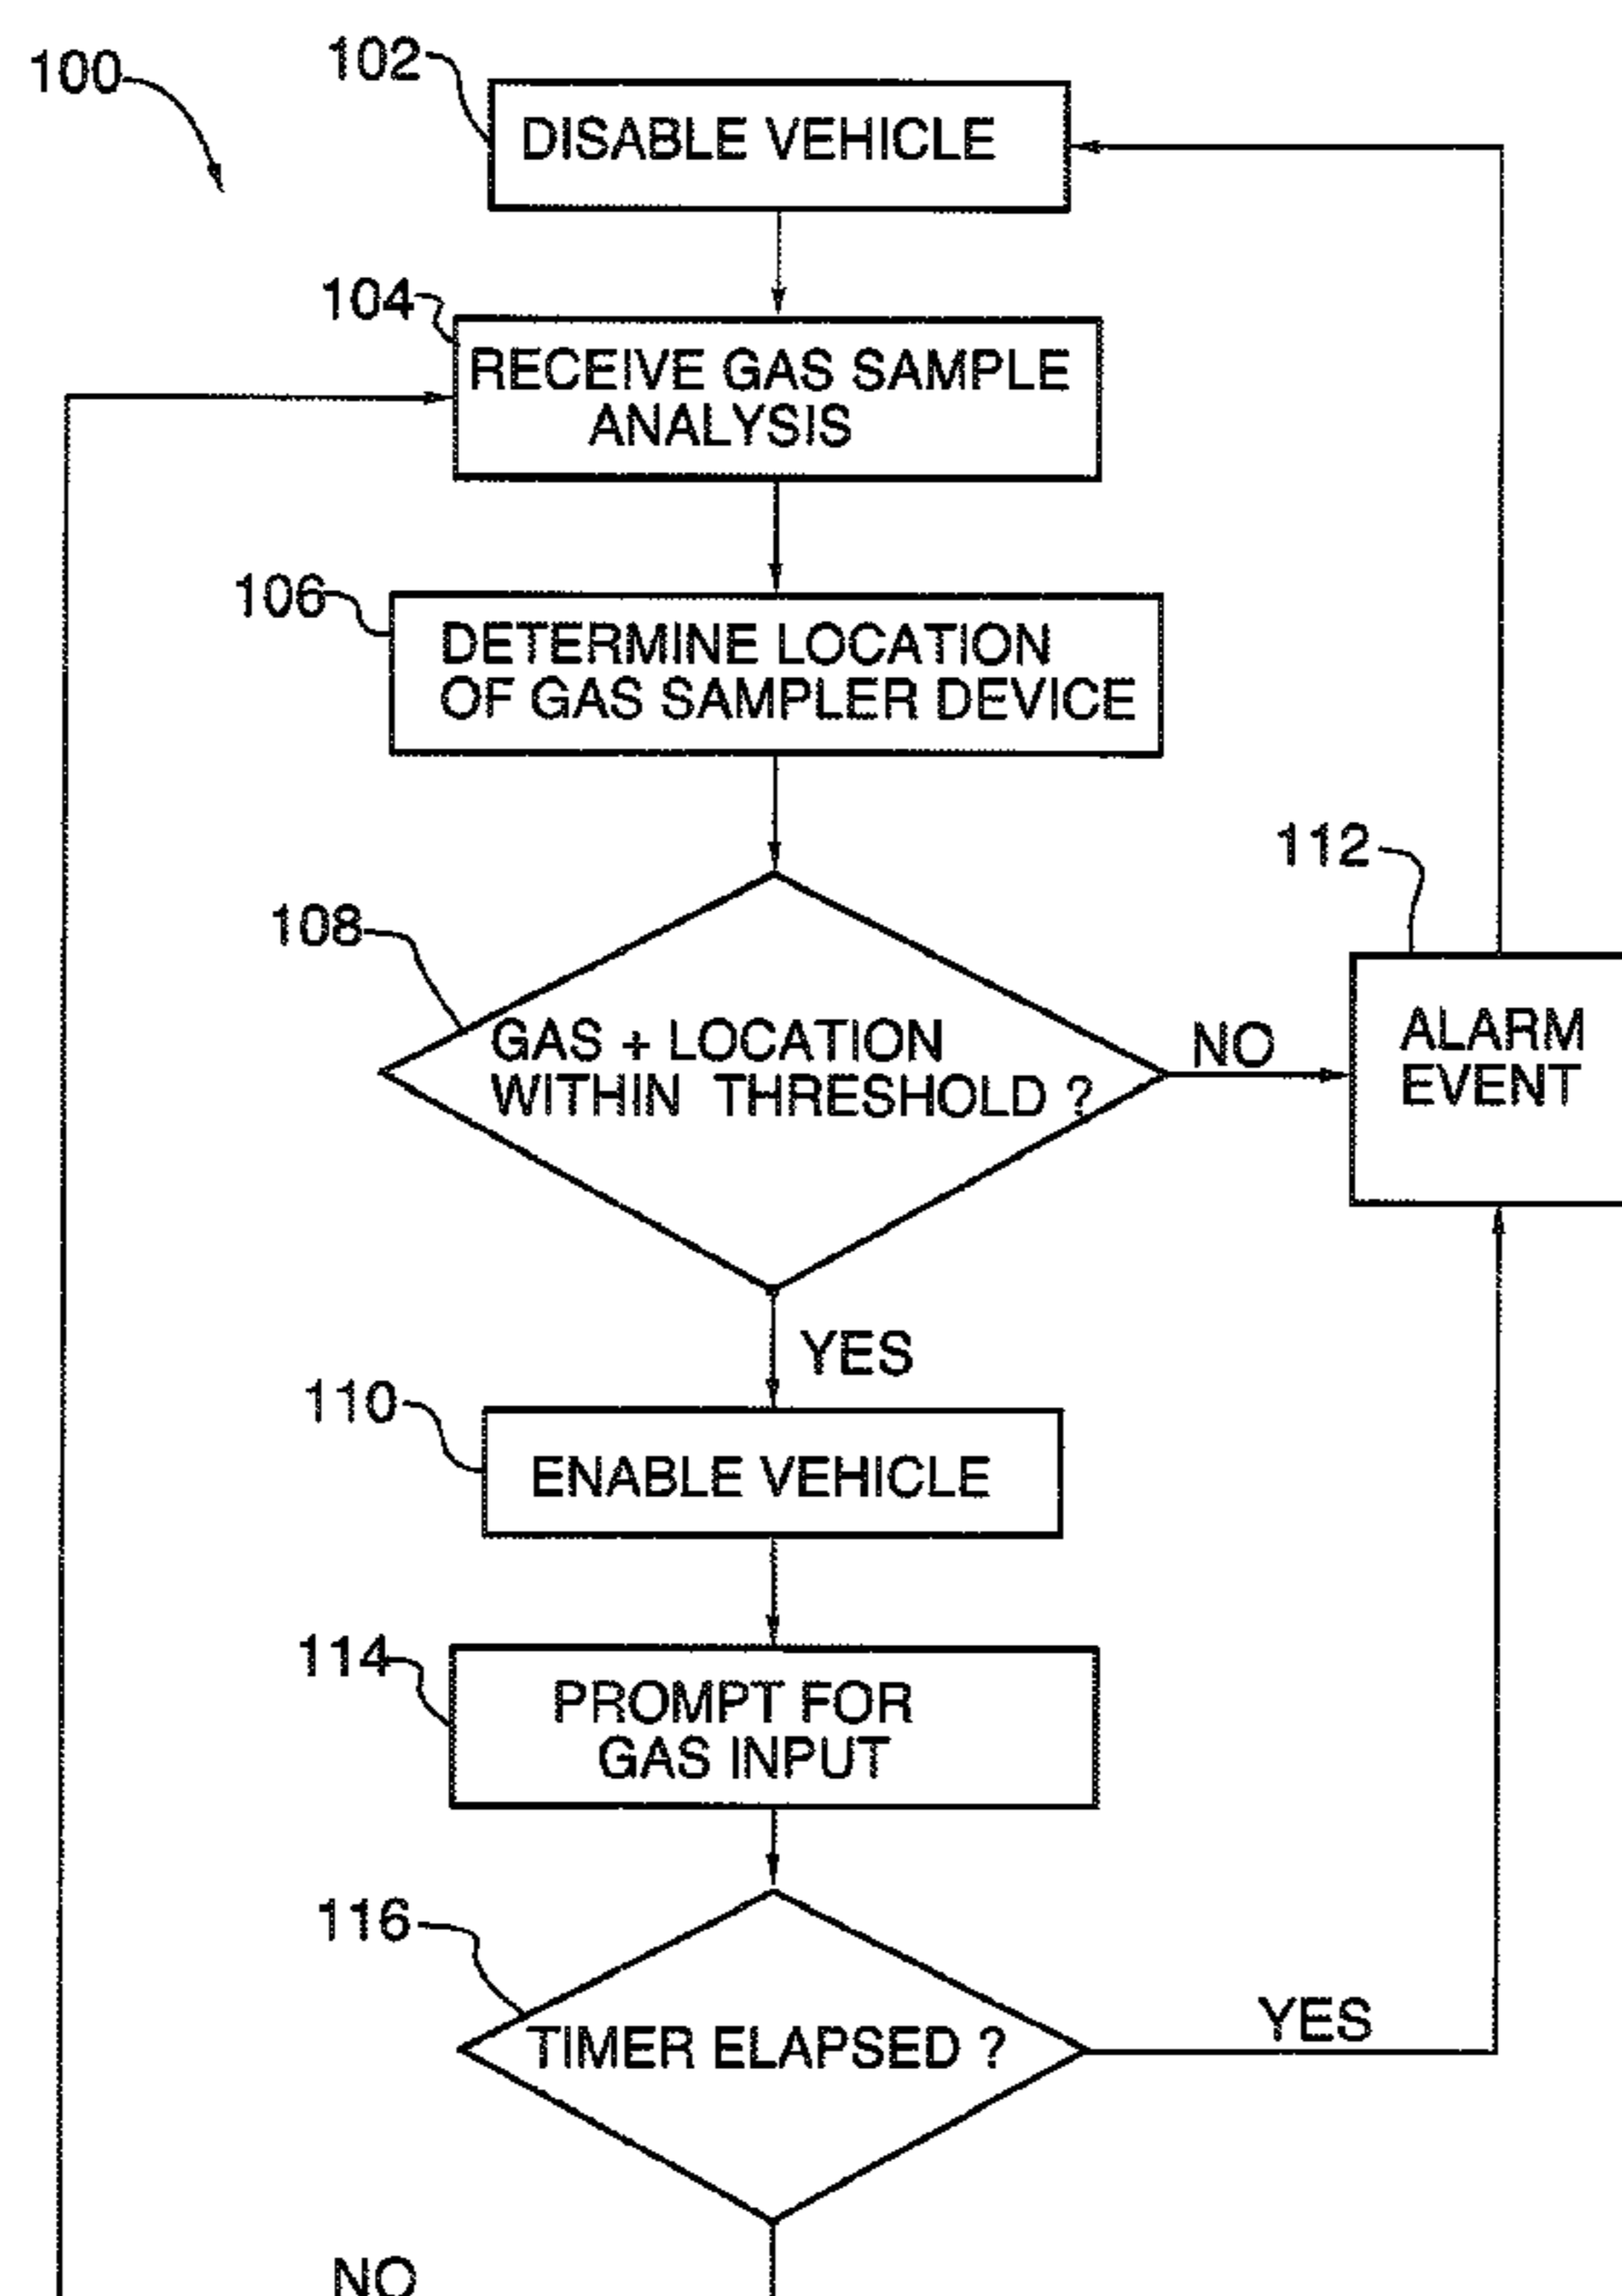 100
102
DISABLE VEHICLE
104
RECEIVE GAS SAMPLE
ANALYSIS
106
DETERMINE LOCATION
OF GAS SAMPLER DEVICE
108
GAS + LOCATION
WITHIN THRESHOLD ?
NO
112
ALARM
EVENT
YES
110
ENABLE VEHICLE
114
PROMPT FOR
GAS INPUT
116
TIMER ELAPSED ?
YES
NO